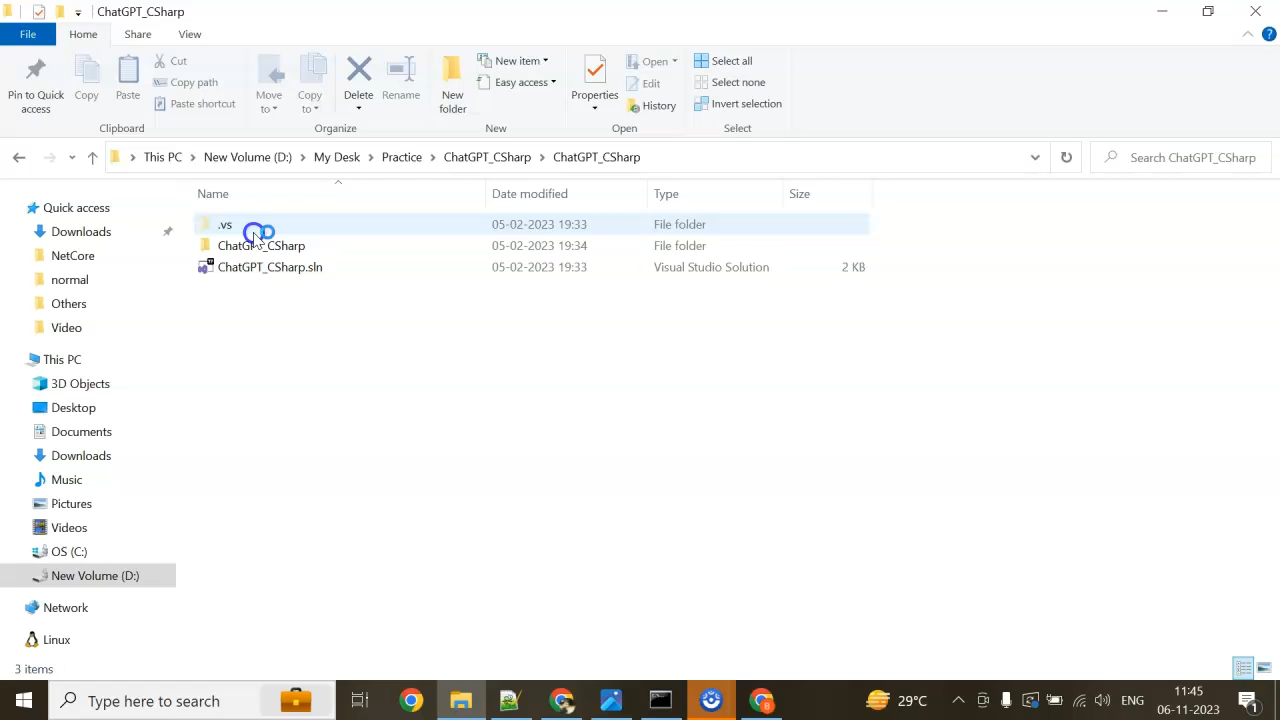 ChatGPT_CSharp
File Home Share View
Pin to Quick access
Copy
Paste
Cut
Copy path
Paste shortcut
Clipboard
Move to
Copy to
Delete
Rename
Organize
New folder
New item
Easy access
New
Properties
Open
Edit
History
Open
Select all
Select none
Invert selection
Select
This PC > New Volume (D:) > My Desk > Practice > ChatGPT_CSharp > ChatGPT_CSharp
Search ChatGPT_CSharp
Name Date modified Type Size
.vs 05-02-2023 19:33 File folder
ChatGPT_CSharp 05-02-2023 19:34 File folder
ChatGPT_CSharp.sln 05-02-2023 19:33 Visual Studio Solution 2 KB
Quick access
Downloads
NetCore
normal
Others
Video
This PC
3D Objects
Desktop
Documents
Downloads
Music
Pictures
Videos
OS (C:)
New Volume (D:)
Network
Linux
3 items
Type here to search
8
29°C
ENG
11:45
06-11-2023
1